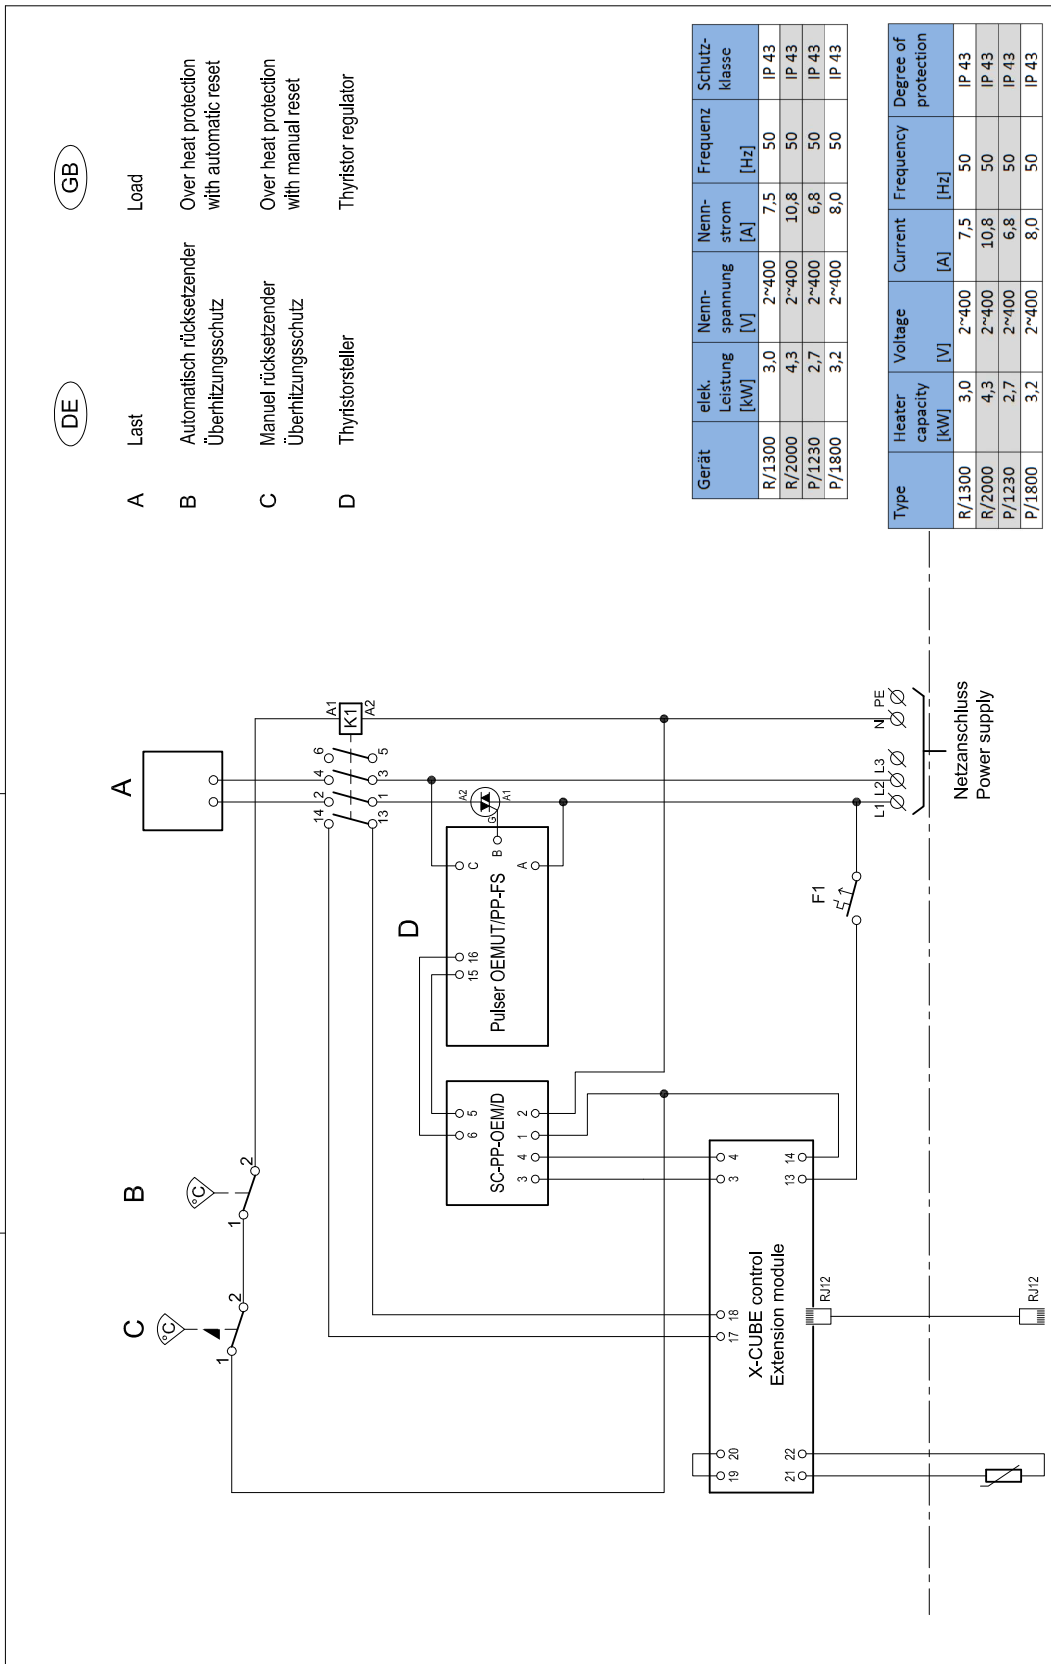 DE
GB
A Last Load
B Automatisch rücksetzender Over heat protection
Überhitzungsschutz with automatic reset
C Manuel rücksetzender Over heat protection
Überhitzungsschutz with manual reset
D Thyristorsteller Thyristor regulator
C
B
A
°C
°C
1
2
1
2
A1
K1
A2
14
2
4
6
13
1
3
5
D
A2
G
A1
C
B
A
15
16
Pulser OEMUT/PP-FS
6
5
SC-PP-OEM/D
3
4
1
2
19
20
17
18
3
4
X-CUBE control
Extension module
21
22
13
14
RJ12
RJ12
F1
L1
L2
L3
N
PE
Netzanschluss
Power supply
Gerät elek. Nenn- Nenn- Frequenz Schutz-
Leistung spannung strom klasse
[kW] [V] [A] [Hz]
R/1300 3,0 2~400 7,5 50 IP 43
R/2000 4,3 2~400 10,8 50 IP 43
P/1230 2,7 2~400 6,8 50 IP 43
P/1800 3,2 2~400 8,0 50 IP 43
Type Heater Voltage Current Frequency Degree of
capacity protection
[kW] [V] [A] [Hz]
R/1300 3,0 2~400 7,5 50 IP 43
R/2000 4,3 2~400 10,8 50 IP 43
P/1230 2,7 2~400 6,8 50 IP 43
P/1800 3,2 2~400 8,0 50 IP 43